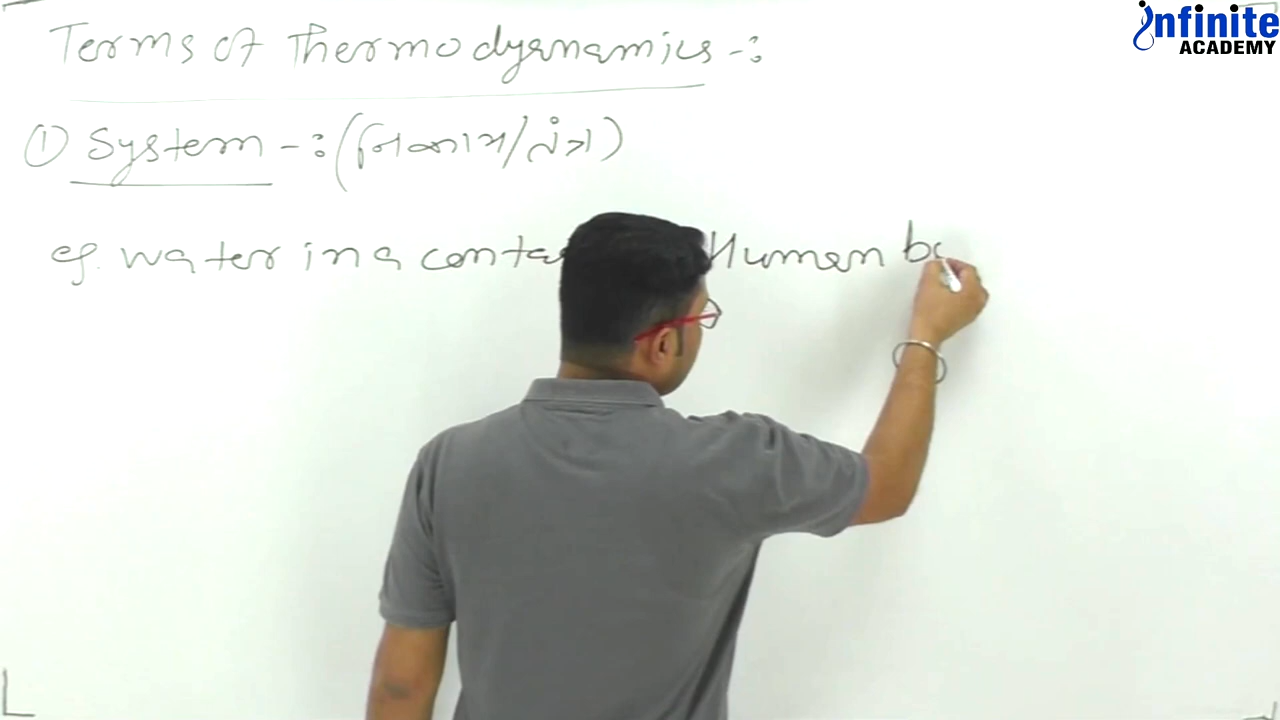 Infinite
ACADEMY
Terms of Thermodynamics -:
① System -: (નિકાય/તંત્ર)
eg. water in a conta Human bo